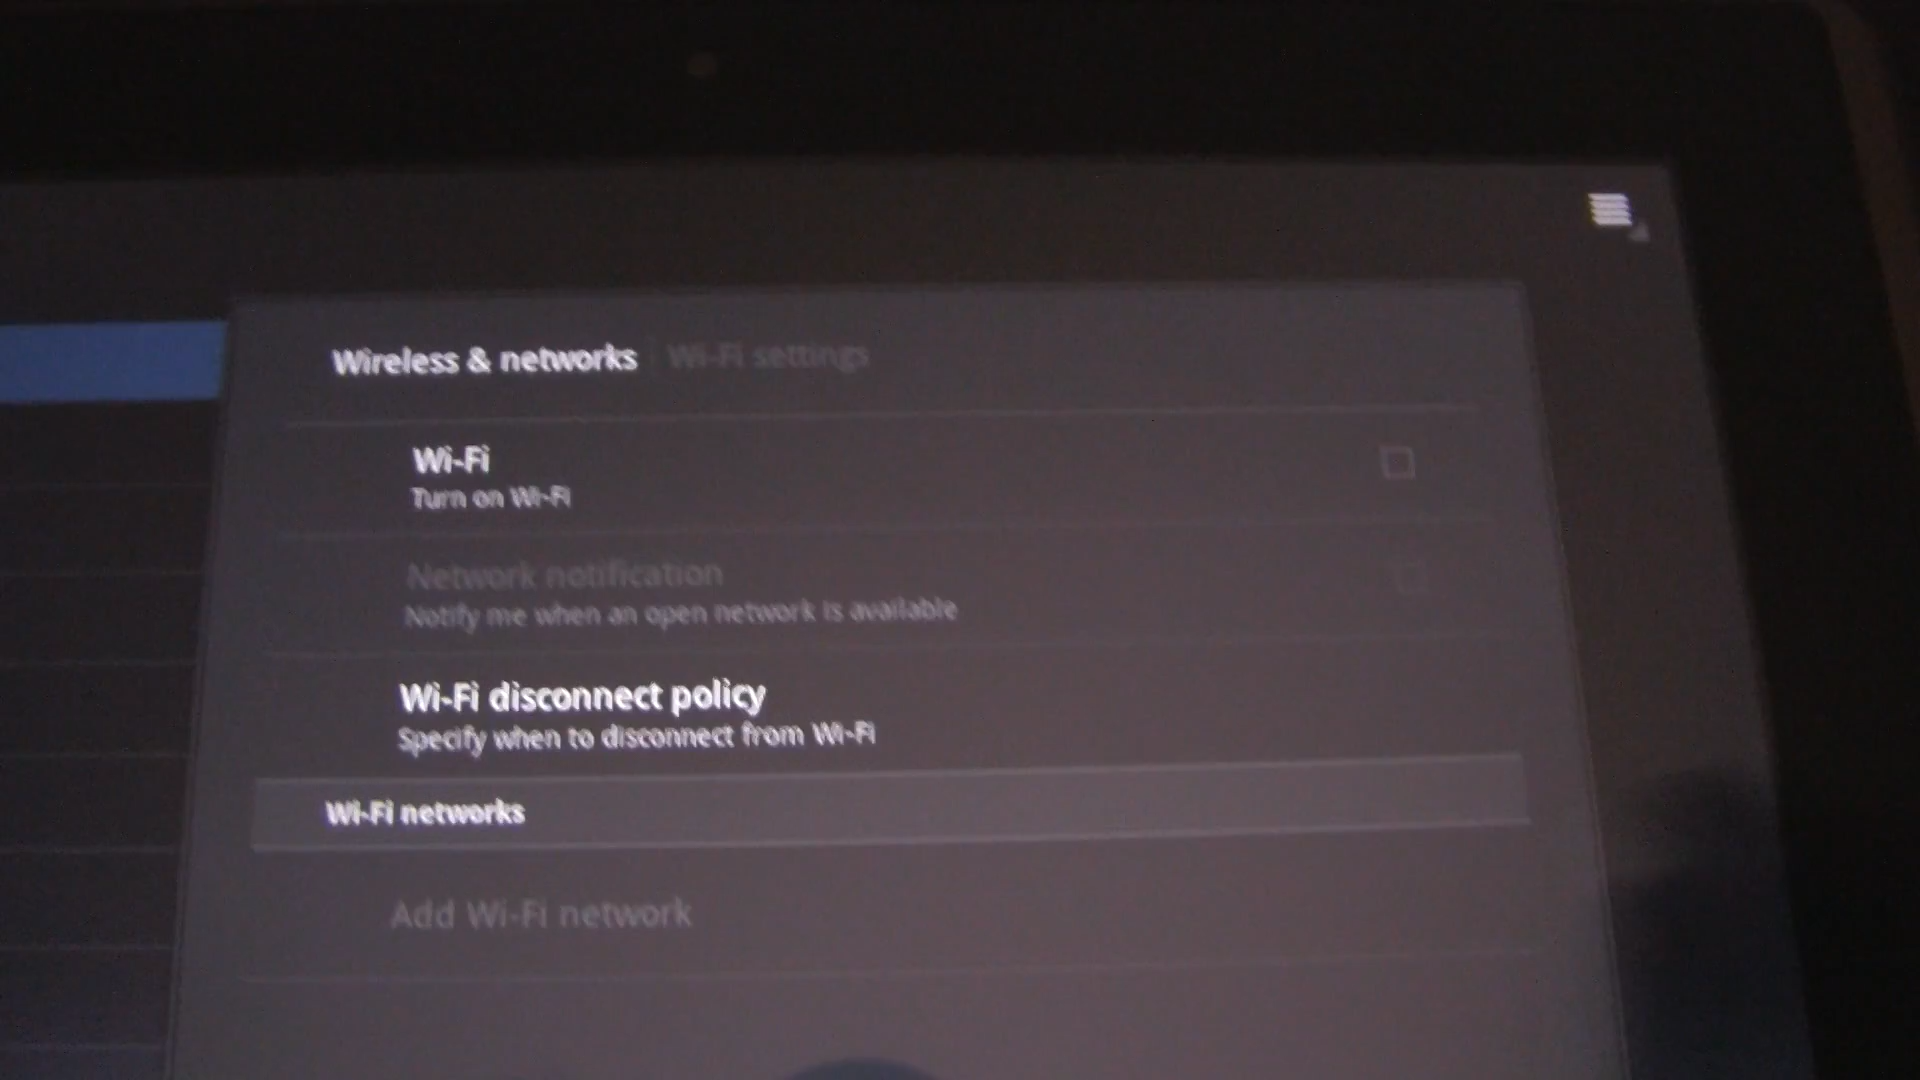 Wireless & networks Wi-Fi settings
Wi-Fi
Turn on Wi-Fi
Network notification
Notify me when an open network is available
Wi-Fi disconnect policy
Specify when to disconnect from Wi-Fi
Wi-Fi networks
Add Wi-Fi network